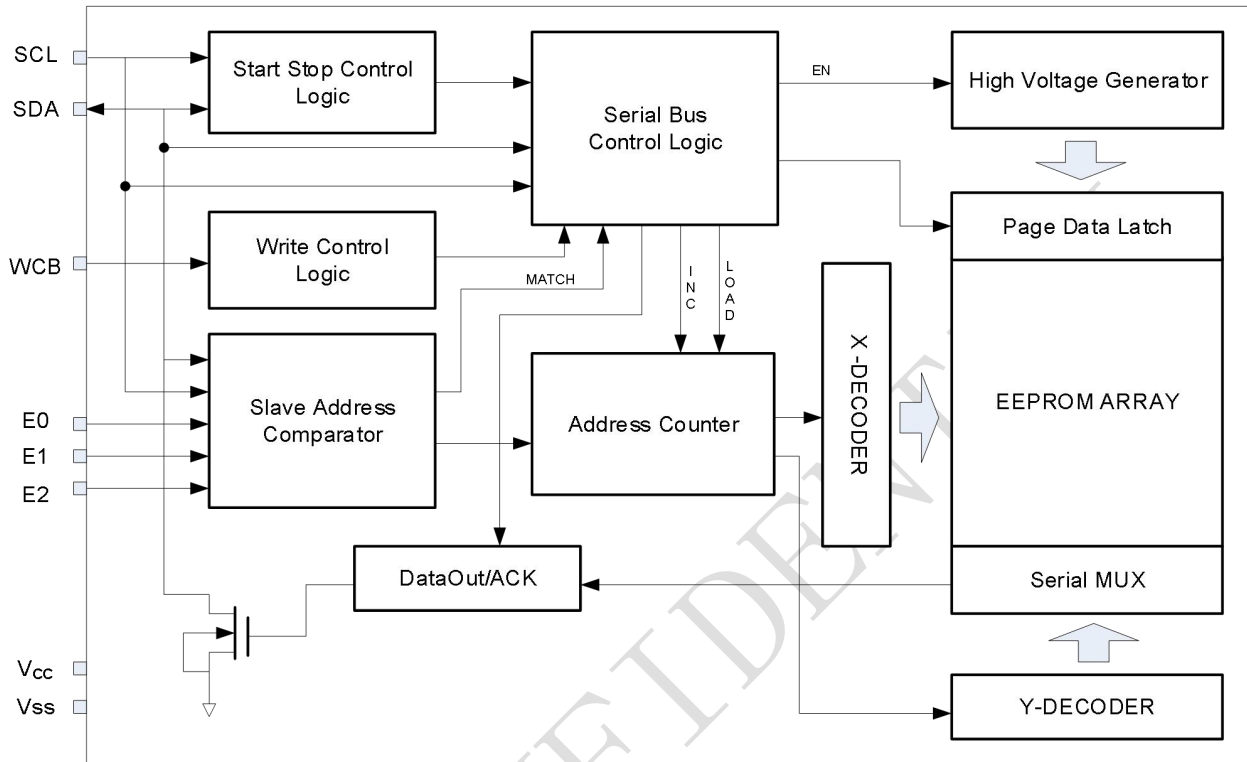 SCL
SDA
WCB
E0
E1
E2
Vcc
Vss
Start Stop Control
Logic
Write Control
Logic
Slave Address
Comparator
Serial Bus
Control Logic
MATCH
INC
LOAD
EN
Address Counter
DataOut/ACK
X-DECODER
High Voltage Generator
Page Data Latch
EEPROM ARRAY
Serial MUX
Y-DECODER